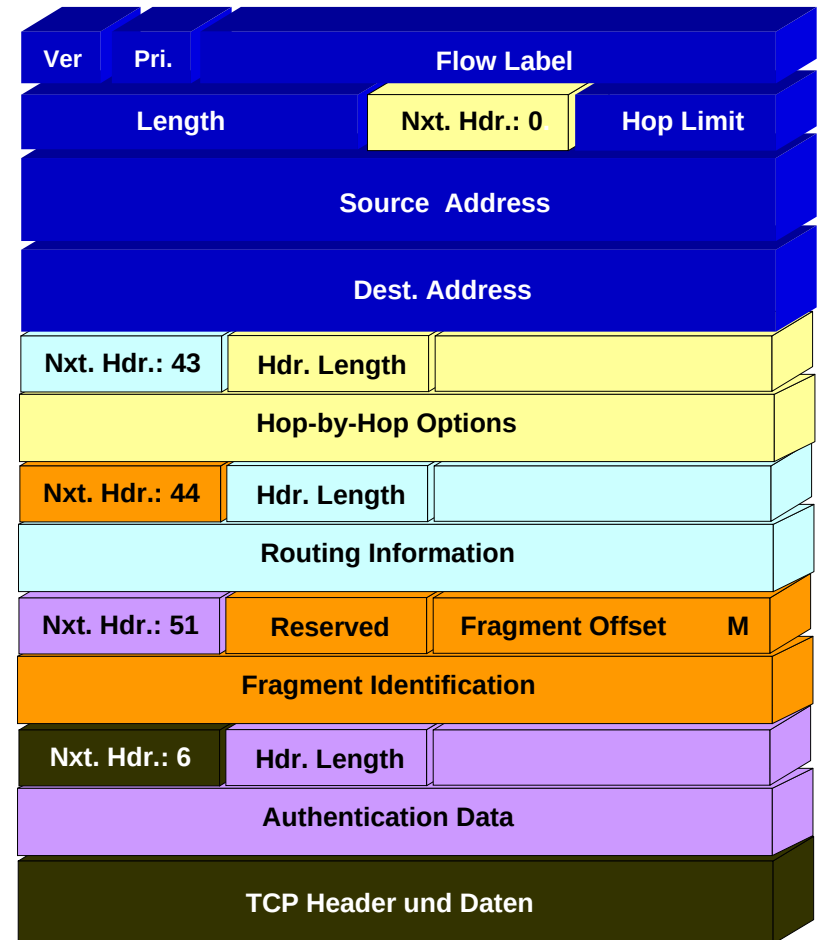 Ver Pri. Flow Label
Length Nxt. Hdr.: 0 Hop Limit
Source Address
Dest. Address
Nxt. Hdr.: 43 Hdr. Length
Hop-by-Hop Options
Nxt. Hdr.: 44 Hdr. Length
Routing Information
Nxt. Hdr.: 51 Reserved Fragment Offset M
Fragment Identification
Nxt. Hdr.: 6 Hdr. Length
Authentication Data
TCP Header und Daten